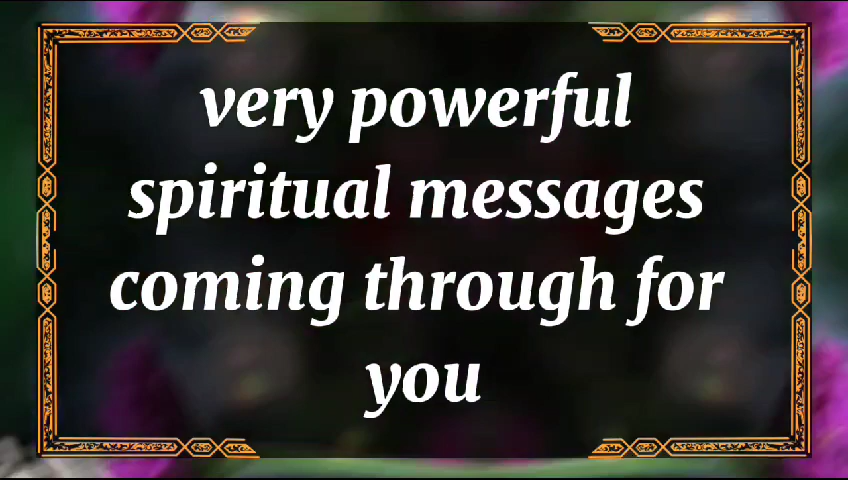 very powerful
spiritual messages
coming through for
you